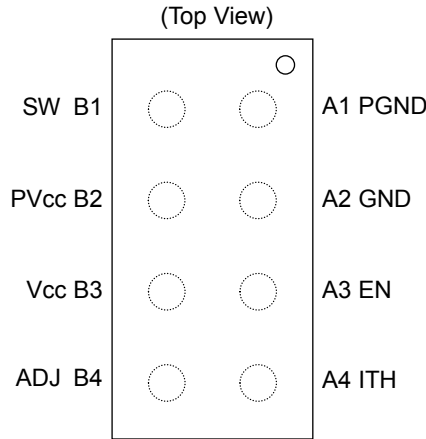 (Top View)
SW B1 A1 PGND
PVcc B2 A2 GND
Vcc B3 A3 EN
ADJ B4 A4 ITH